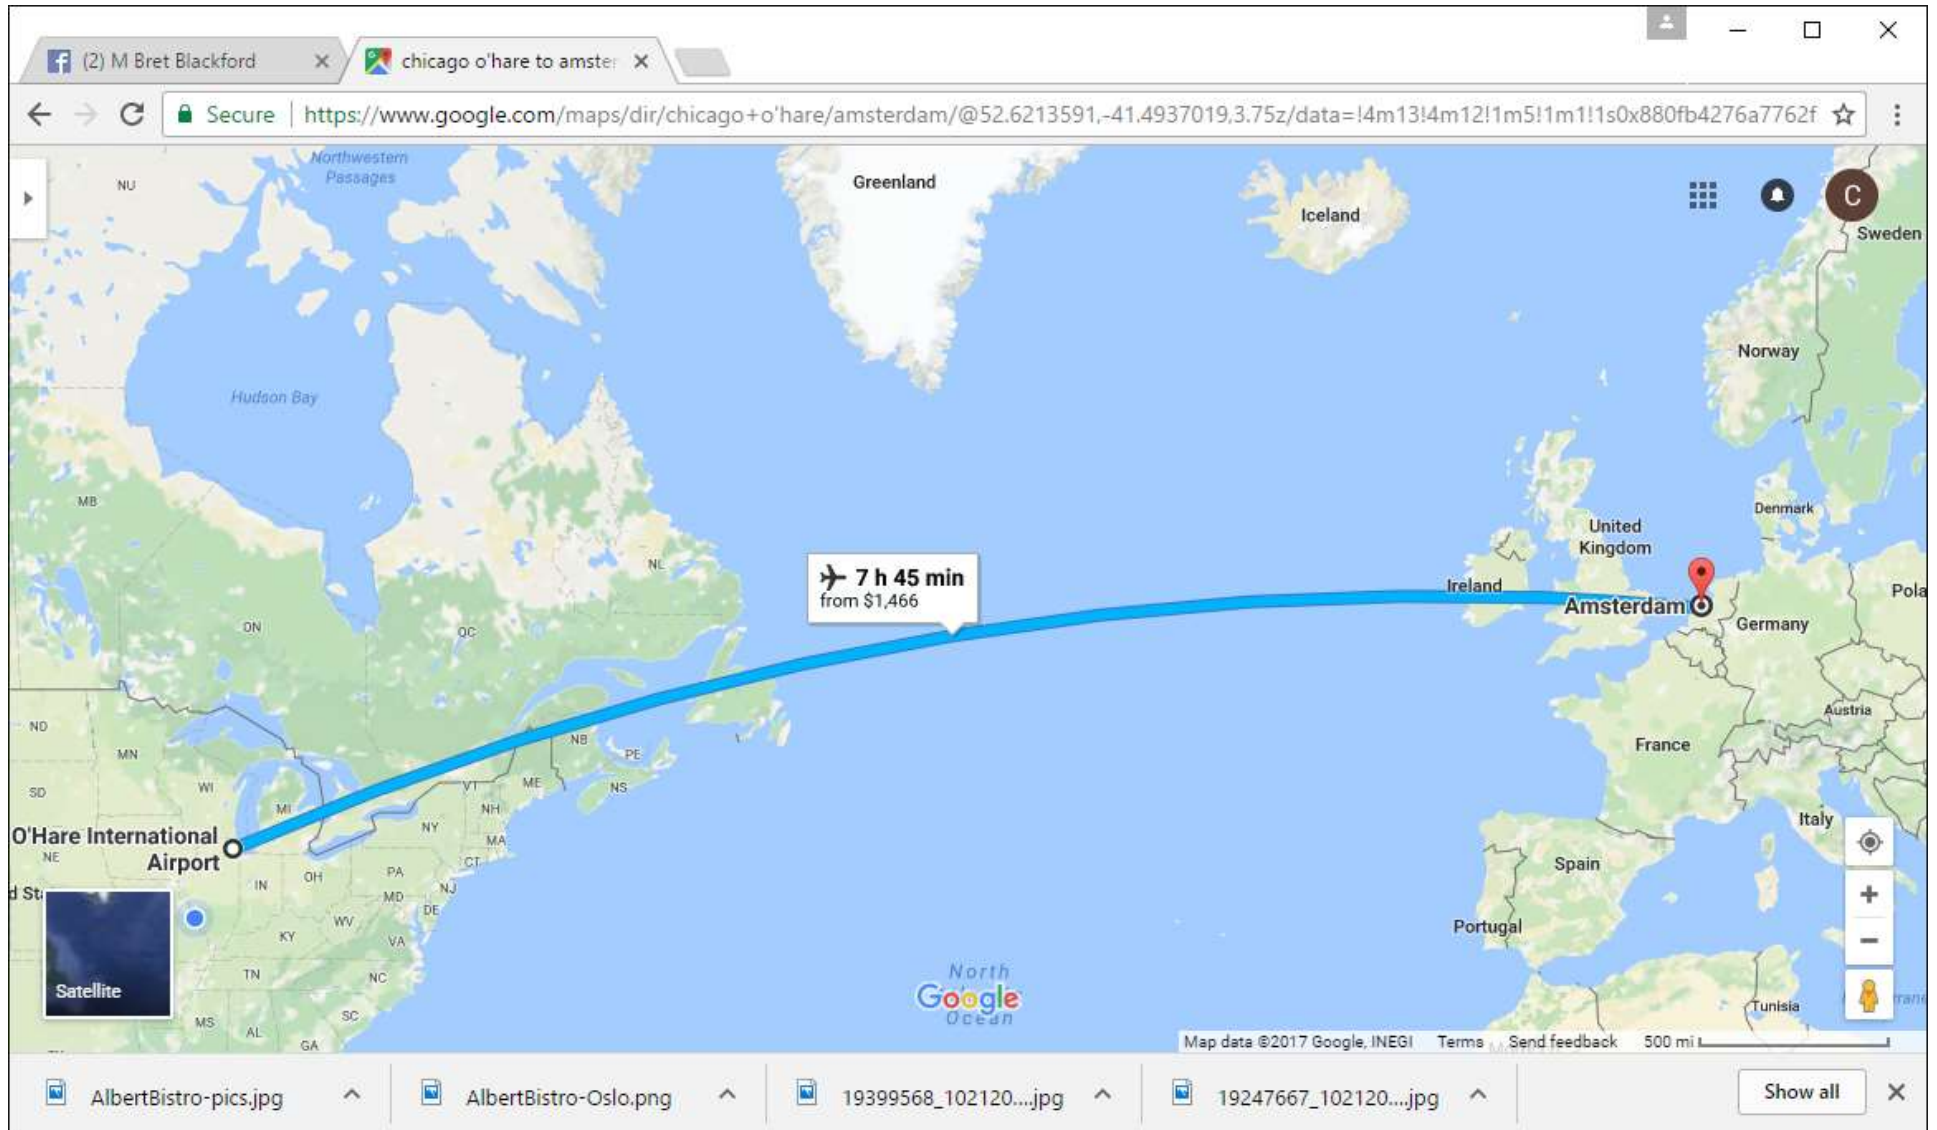 (2) M Bret Blackford
chicago o'hare to amster
Secure
https://www.google.com/maps/dir/chicago+o'hare/amsterdam/@52.6213591,-41.4937019,3.75z/data=!4m13!4m12!1m5!1m1!1s0x880fb4276a7762f
Northwestern
Passages
NU
Greenland
Iceland
C
Sweden
Norway
Hudson Bay
MB
Denmark
United
Kingdom
NL
7 h 45 min
from $1,466
Ireland
Amsterdam
Pola
Germany
ON
QC
Austria
ND
MN
NB
PE
France
SD
WI
VT
ME
NS
MI
NH
NY
MA
Italy
O'Hare International
Airport
NE
CT
IN
OH
PA
Spain
NJ
MD
d St
DE
WV
KY
VA
Portugal
TN
NC
North
Google
Ocean
Satellite
MS
AL
SC
GA
Tunisia
Map data ©2017 Google, INEGI
Terms
Send feedback
500 mi
AlbertBistro-pics.jpg
AlbertBistro-Oslo.png
19399568_102120....jpg
19247667_102120....jpg
Show all